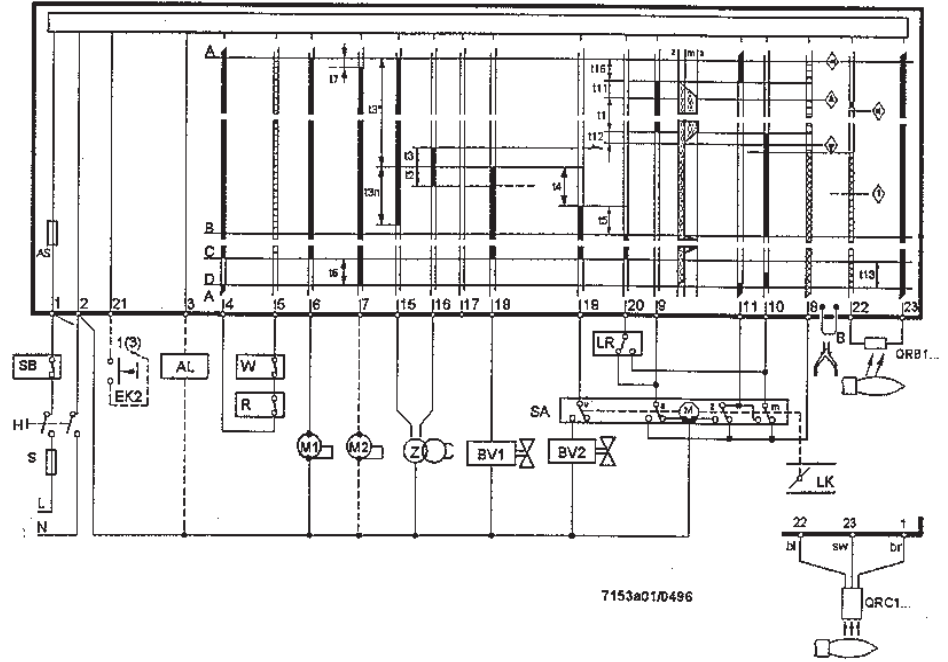 A
t7
t16
z m a
t11
t3"
t1
t12
t3
t2
t3n
t4
t5
B
C
AS
t6
t13
D
A
1 2 21 3 4 5 6 7 15 16 17 18 19 20 9 11 10 8 22 23
B
QRB1...
1(3)
EK2
SB
AL
W
R
LR
H
SA
v a M z m
S
M1 M2 Z BV1 BV2
LK
L
N
22 23 1
bl sw br
7153a01/0496
QRC1...